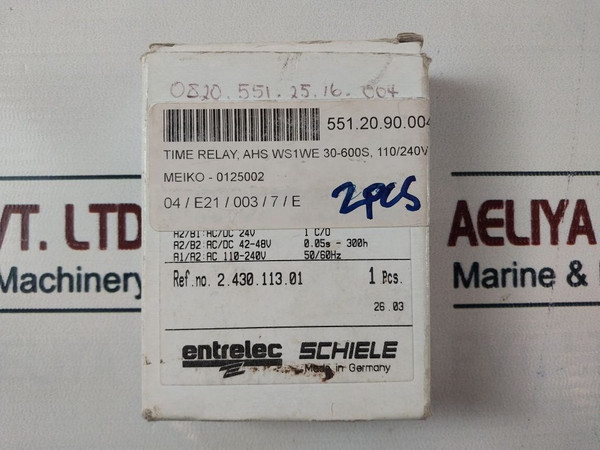 0820.551.25.16.004
551.20.90.004
TIME RELAY, AHS WS1WE 30-600S, 110/240V
MEIKO - 0125002
04 / E21 / 003 / 7 / E
2PCS
A2/B1:AC/DC 24V 1 C/O
A2/B2:AC/DC 42-48V 0.05s - 300h
A1/A2:AC 110-240V 50/60Hz
Ref.no. 2.430.113.01 1 Pcs.
26.03
entrelec SCHIELE
Made in Germany
VT. LTD
Machinery
AELIYA
Marine &